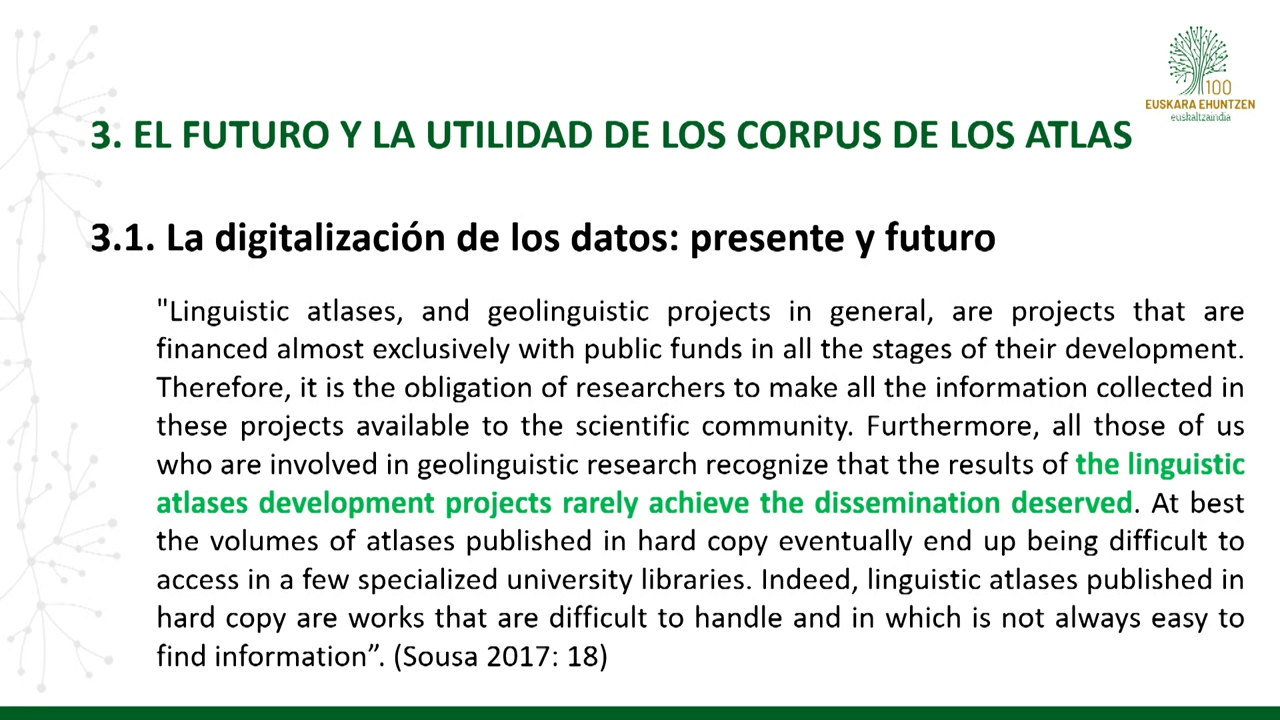 100
EUSKARA EHUNTZEN
euskaltzaindia
3. EL FUTURO Y LA UTILIDAD DE LOS CORPUS DE LOS ATLAS
3.1. La digitalización de los datos: presente y futuro
"Linguistic atlases, and geolinguistic projects in general, are projects that are
financed almost exclusively with public funds in all the stages of their development.
Therefore, it is the obligation of researchers to make all the information collected in
these projects available to the scientific community. Furthermore, all those of us
who are involved in geolinguistic research recognize that the results of the linguistic
atlases development projects rarely achieve the dissemination deserved. At best
the volumes of atlases published in hard copy eventually end up being difficult to
access in a few specialized university libraries. Indeed, linguistic atlases published in
hard copy are works that are difficult to handle and in which is not always easy to
find information”. (Sousa 2017: 18)